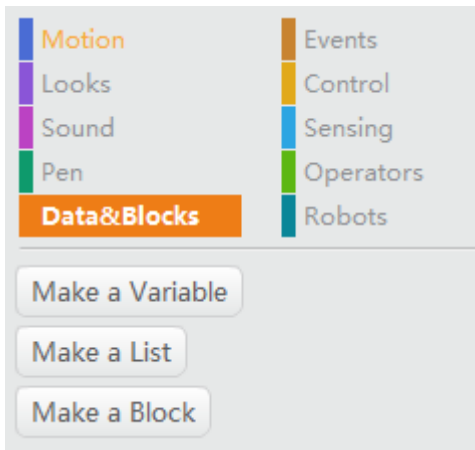 Motion
Looks
Sound
Pen
Data&Blocks
Events
Control
Sensing
Operators
Robots
Make a Variable
Make a List
Make a Block